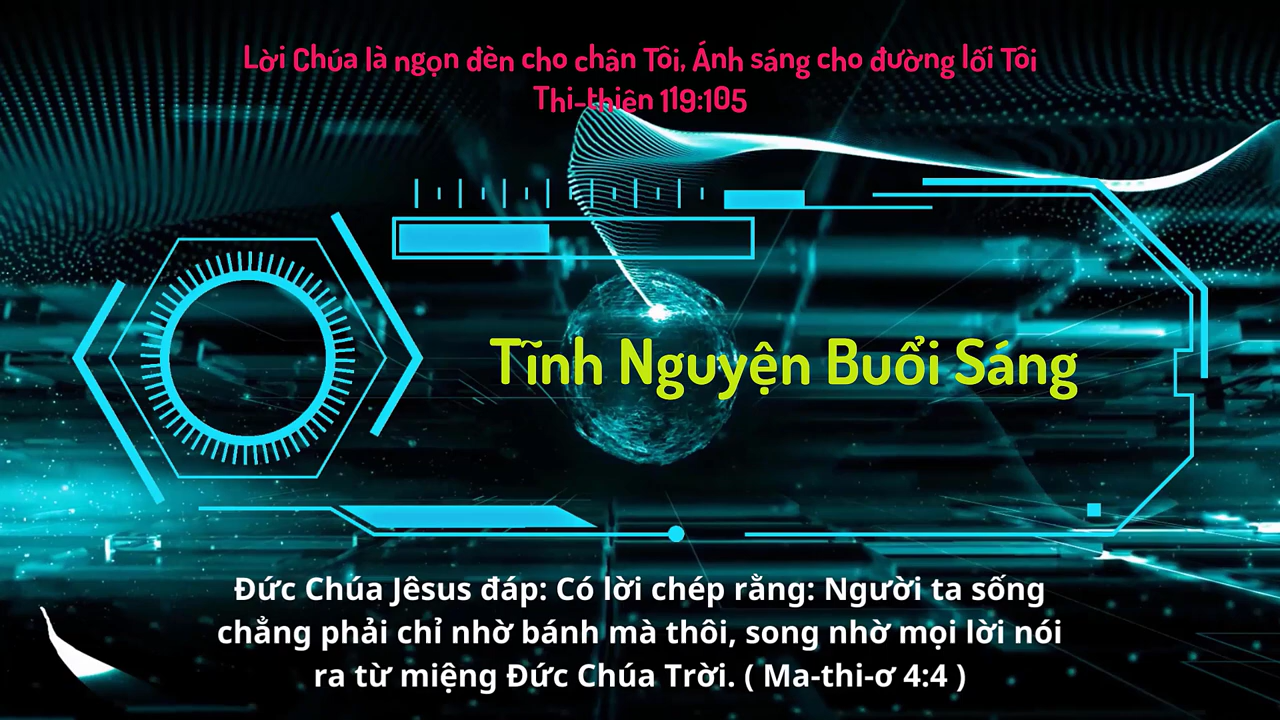 Lời Chúa là ngọn đèn cho chân Tôi, Ánh sáng cho đường lối Tôi
Thi-thiên 119:105
Tĩnh Nguyện Buổi Sáng
Đức Chúa Jêsus đáp: Có lời chép rằng: Người ta sống
chẳng phải chỉ nhờ bánh mà thôi, song nhờ mọi lời nói
ra từ miệng Đức Chúa Trời. ( Ma-thi-ơ 4:4 )